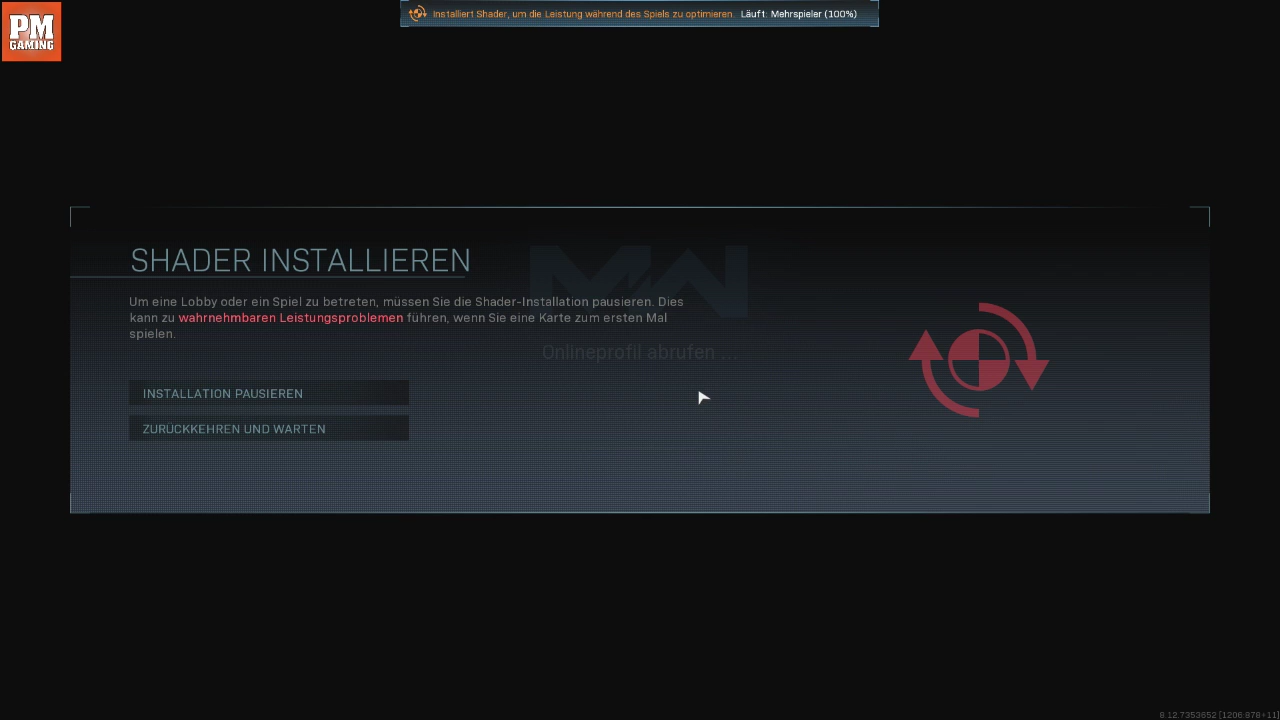 PM
GAMING
Installiert Shader, um die Leistung während des Spiels zu optimieren. Läuft: Mehrspieler (100%)
SHADER INSTALLIEREN
MW
Um eine Lobby oder ein Spiel zu betreten, müssen Sie die Shader-Installation pausieren. Dies
kann zu wahrnehmbaren Leistungsproblemen führen, wenn Sie eine Karte zum ersten Mal
spielen.
Onlineprofil abrufen ...
INSTALLATION PAUSIEREN
ZURÜCKKEHREN UND WARTEN